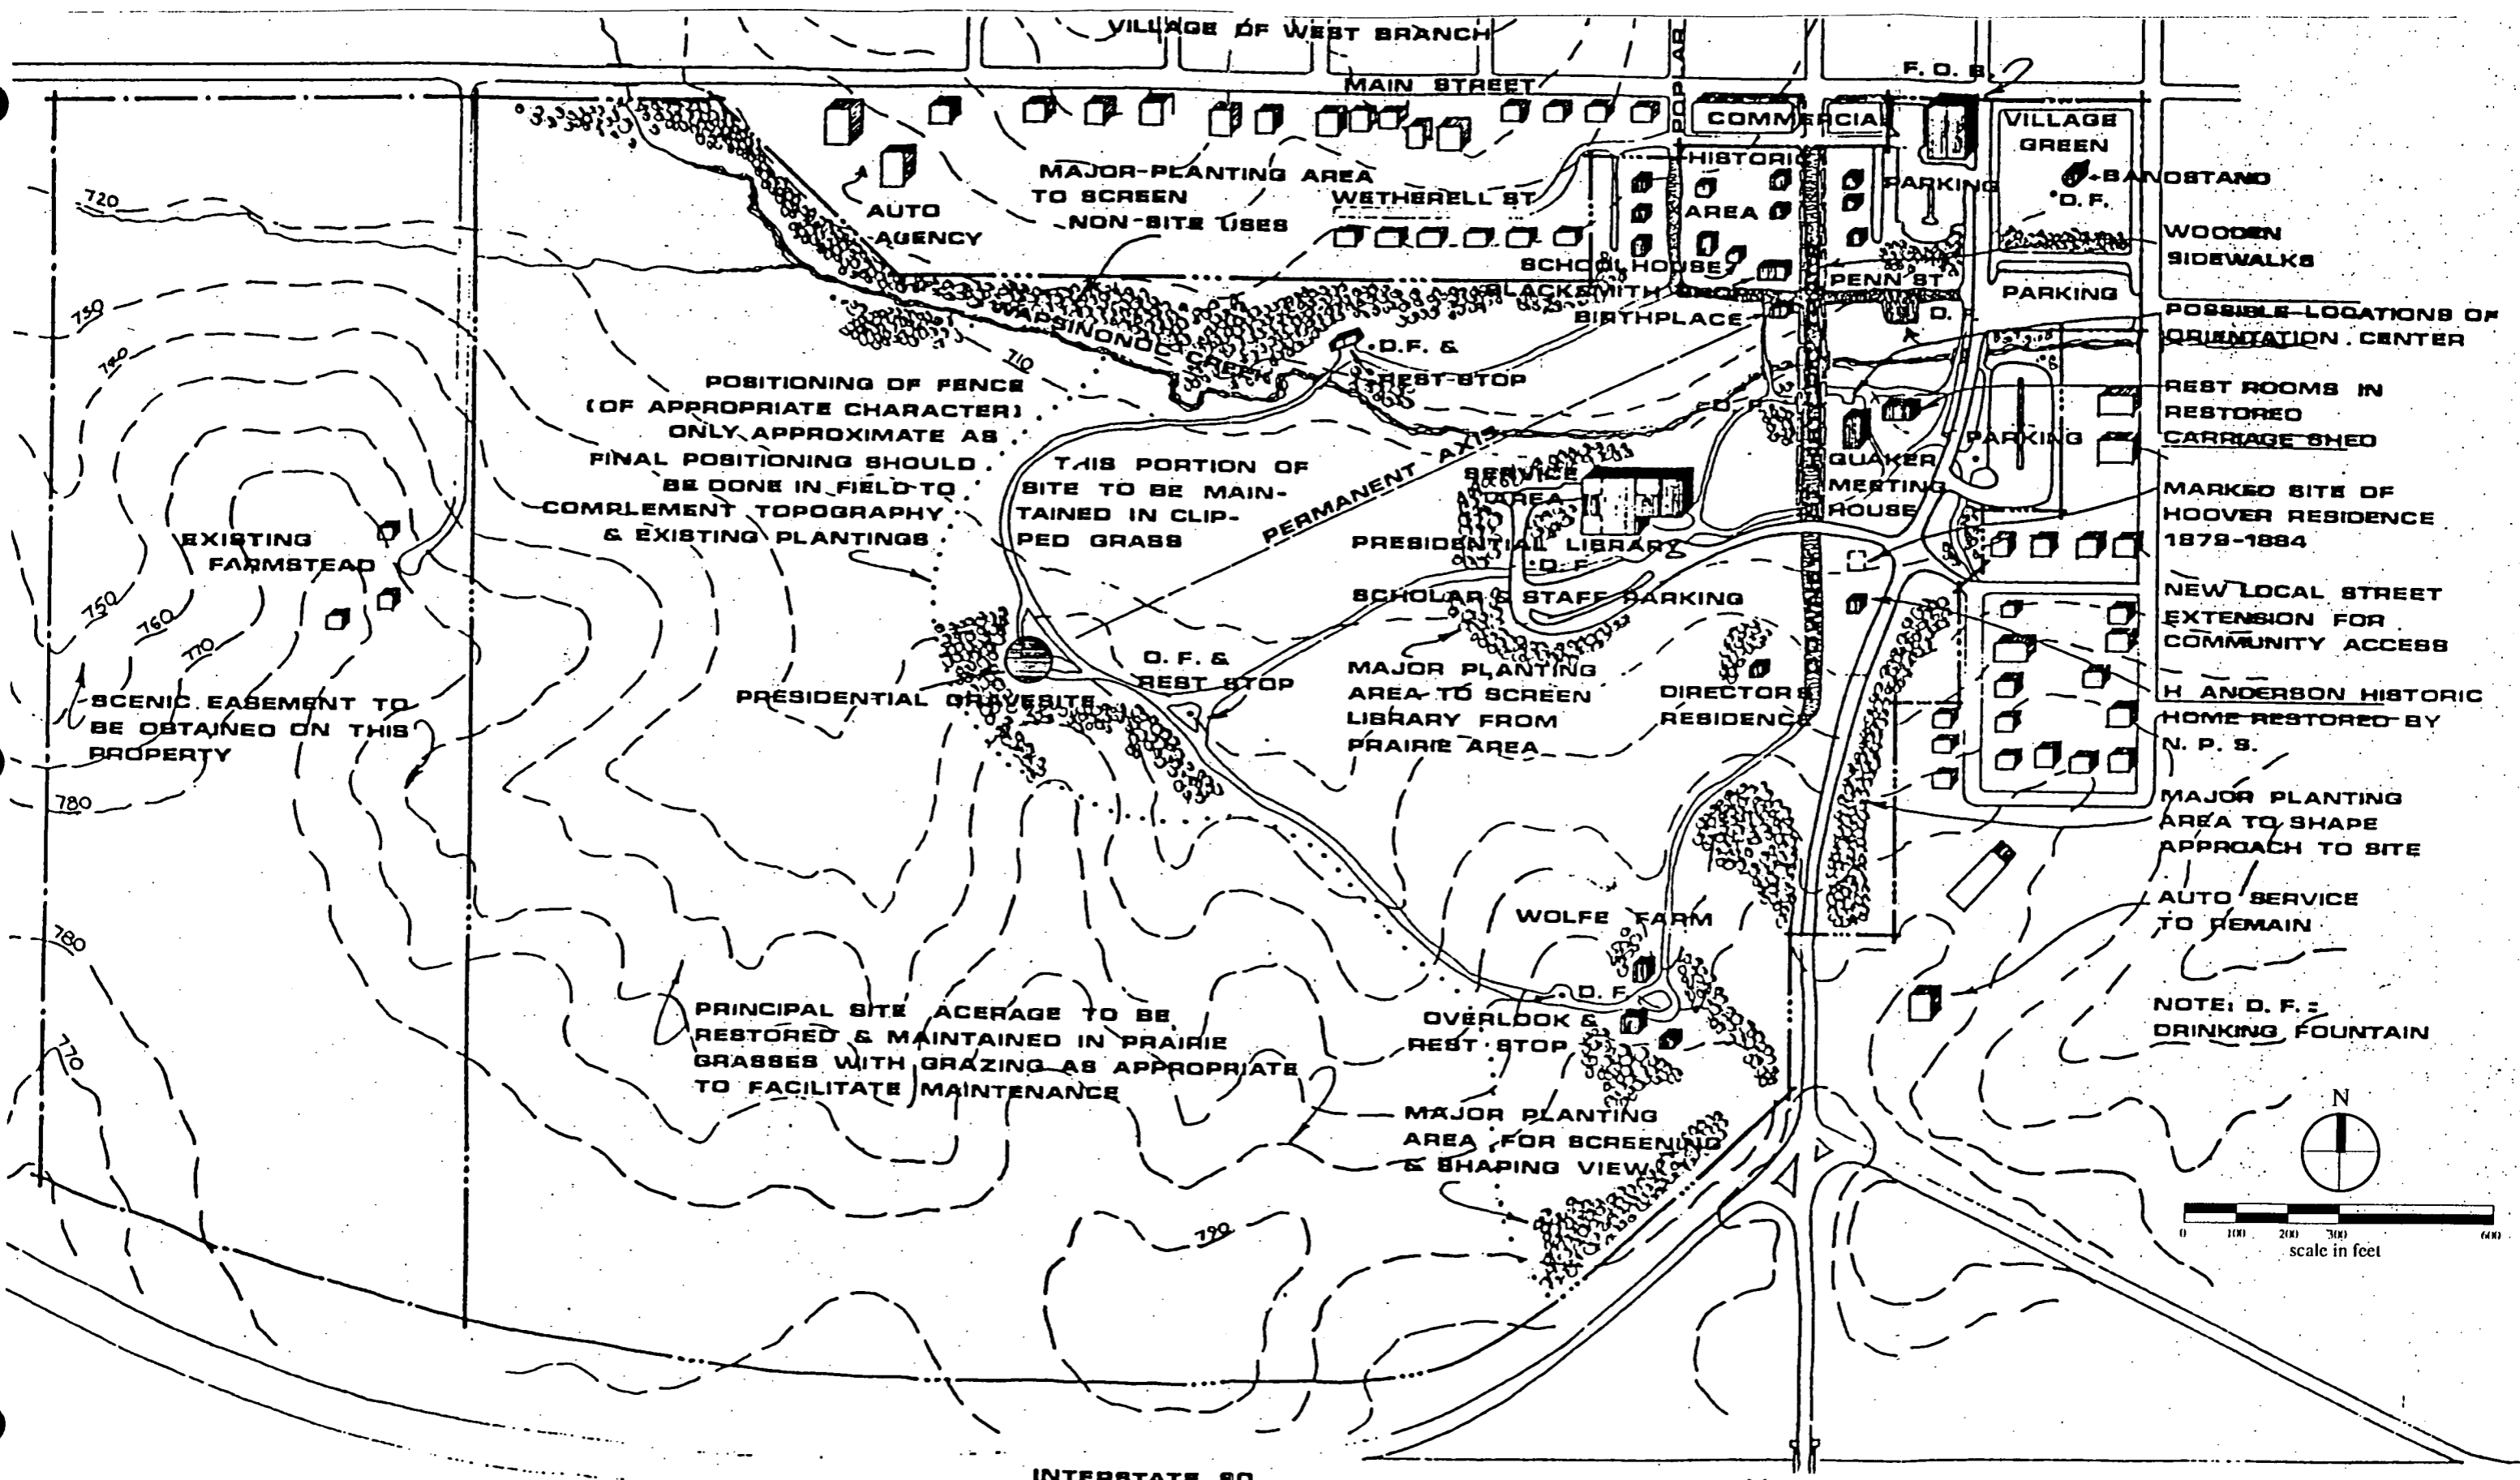 VILLAGE OF WEST BRANCH
MAIN STREET
POPLAR
F. O. B.
COMMERCIAL
VILLAGE
GREEN
HISTORIC
AREA
PARKING
BANDSTAND
D. F.
MAJOR PLANTING AREA
TO SCREEN
NON-SITE USES
WETHERELL ST
AUTO
AGENCY
720
WOODEN
SIDEWALKS
SCHOOLHOUSE
PENN ST
BLACKSMITH SHOP
BIRTHPLACE
D. F.
PARKING
POSSIBLE LOCATIONS OF
ORIENTATION CENTER
WAPSINONOC CREEK
730
740
710
D.F. &
REST STOP
REST ROOMS IN
RESTORED
CARRIAGE SHED
D. F.
PARKING
POSITIONING OF FENCE
(OF APPROPRIATE CHARACTER)
ONLY APPROXIMATE AS
FINAL POSITIONING SHOULD
BE DONE IN FIELD TO
COMPLEMENT TOPOGRAPHY
& EXISTING PLANTINGS
THIS PORTION OF
SITE TO BE MAIN-
TAINED IN CLIP-
PED GRASS
PERMANENT AXIS
SERVICE
AREA
QUAKER
MEETING
HOUSE
MARKED SITE OF
HOOVER RESIDENCE
1879-1884
EXISTING
FARMSTEAD
PRESIDENTIAL LIBRARY
D. F.
SCHOLAR & STAFF PARKING
NEW LOCAL STREET
EXTENSION FOR
COMMUNITY ACCESS
750
760
770
780
SCENIC EASEMENT TO
BE OBTAINED ON THIS
PROPERTY
D. F. &
REST STOP
PRESIDENTIAL GRAVESITE
MAJOR PLANTING
AREA TO SCREEN
LIBRARY FROM
PRAIRIE AREA
DIRECTORS
RESIDENCE
H ANDERSON HISTORIC
HOME RESTORED BY
N. P. S.
MAJOR PLANTING
AREA TO SHAPE
APPROACH TO SITE
AUTO SERVICE
TO REMAIN
WOLFE FARM
D. F.
OVERLOOK &
REST STOP
780
770
PRINCIPAL SITE ACERAGE TO BE
RESTORED & MAINTAINED IN PRAIRIE
GRASSES WITH GRAZING AS APPROPRIATE
TO FACILITATE MAINTENANCE
NOTE: D. F. =
DRINKING FOUNTAIN
MAJOR PLANTING
AREA FOR SCREENING
& SHAPING VIEW
790
N
0 100 200 300 600
scale in feet
INTERSTATE 80